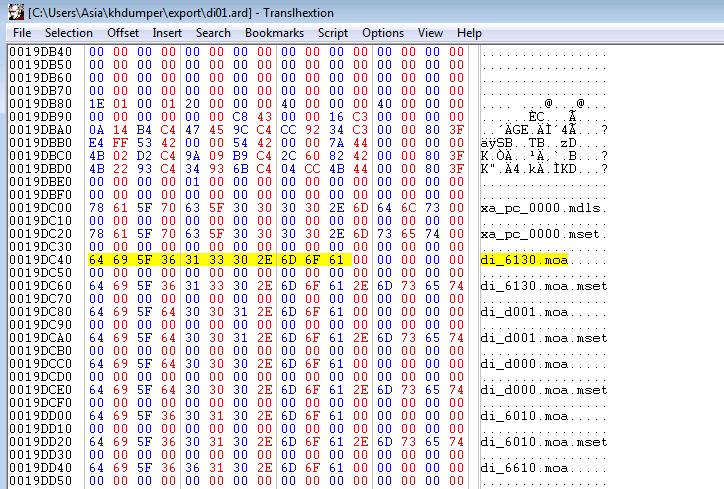 [C:\Users\Asia\khdumper\export\di01.ard] - Translhextion
File Selection Offset Insert Search Bookmarks Script Options View Help
0019DB40 00 00 00 00 00 00 00 00 00 00 00 00 00 00 00 00 ................
0019DB50 00 00 00 00 00 00 00 00 00 00 00 00 00 00 00 00 ................
0019DB60 00 00 00 00 00 00 00 00 00 00 00 00 00 00 00 00 ................
0019DB70 00 00 00 00 00 00 00 00 00 00 00 00 00 00 00 00 ................
0019DB80 1E 01 00 01 20 00 00 00 40 00 00 00 40 00 00 00 .... ...@...@...
0019DB90 00 00 00 00 00 00 C8 43 00 00 16 C3 00 00 00 00 ......ÈC...Ã....
0019DBA0 0A 14 B4 C4 47 45 9C C4 CC 92 34 C3 00 00 80 3F ..´ÄGE.ÄÌ.4Ã...?
0019DBB0 E4 FF 53 42 00 00 54 42 00 00 7A 44 00 00 00 00 äÿSB..TB..zD....
0019DBC0 4B 02 D2 C4 9A 09 B9 C4 2C 60 82 42 00 00 80 3F K.ÒÄ..¹Ä,`.B...?
0019DBD0 4B 22 93 C4 34 93 6B C4 04 CC 4B 44 00 00 80 3F K".Ä4.kÄ.ÌKD...?
0019DBE0 00 00 00 00 01 00 00 00 00 00 00 00 00 00 00 00 ................
0019DBF0 00 00 00 00 00 00 00 00 00 00 00 00 00 00 00 00 ................
0019DC00 78 61 5F 70 63 5F 30 30 30 30 2E 6D 64 6C 73 00 xa_pc_0000.mdls.
0019DC10 00 00 00 00 00 00 00 00 00 00 00 00 00 00 00 00 ................
0019DC20 78 61 5F 70 63 5F 30 30 30 30 2E 6D 73 65 74 00 xa_pc_0000.mset.
0019DC30 00 00 00 00 00 00 00 00 00 00 00 00 00 00 00 00 ................
0019DC40 64 69 5F 36 31 33 30 2E 6D 6F 61 00 00 00 00 00 di_6130.moa.....
0019DC50 00 00 00 00 00 00 00 00 00 00 00 00 00 00 00 00 ................
0019DC60 64 69 5F 36 31 33 30 2E 6D 6F 61 2E 6D 73 65 74 di_6130.moa.mset
0019DC70 00 00 00 00 00 00 00 00 00 00 00 00 00 00 00 00 ................
0019DC80 64 69 5F 64 30 30 31 2E 6D 6F 61 00 00 00 00 00 di_d001.moa.....
0019DC90 00 00 00 00 00 00 00 00 00 00 00 00 00 00 00 00 ................
0019DCA0 64 69 5F 64 30 30 31 2E 6D 6F 61 2E 6D 73 65 74 di_d001.moa.mset
0019DCB0 00 00 00 00 00 00 00 00 00 00 00 00 00 00 00 00 ................
0019DCC0 64 69 5F 64 30 30 30 2E 6D 6F 61 00 00 00 00 00 di_d000.moa.....
0019DCD0 00 00 00 00 00 00 00 00 00 00 00 00 00 00 00 00 ................
0019DCE0 64 69 5F 64 30 30 30 2E 6D 6F 61 2E 6D 73 65 74 di_d000.moa.mset
0019DCF0 00 00 00 00 00 00 00 00 00 00 00 00 00 00 00 00 ................
0019DD00 64 69 5F 36 30 31 30 2E 6D 6F 61 00 00 00 00 00 di_6010.moa.....
0019DD10 00 00 00 00 00 00 00 00 00 00 00 00 00 00 00 00 ................
0019DD20 64 69 5F 36 30 31 30 2E 6D 6F 61 2E 6D 73 65 74 di_6010.moa.mset
0019DD30 00 00 00 00 00 00 00 00 00 00 00 00 00 00 00 00 ................
0019DD40 64 69 5F 36 36 31 30 2E 6D 6F 61 00 00 00 00 00 di_6610.moa.....
0019DD50 00 00 00 00 00 00 00 00 00 00 00 00 00 00 00 00 ................